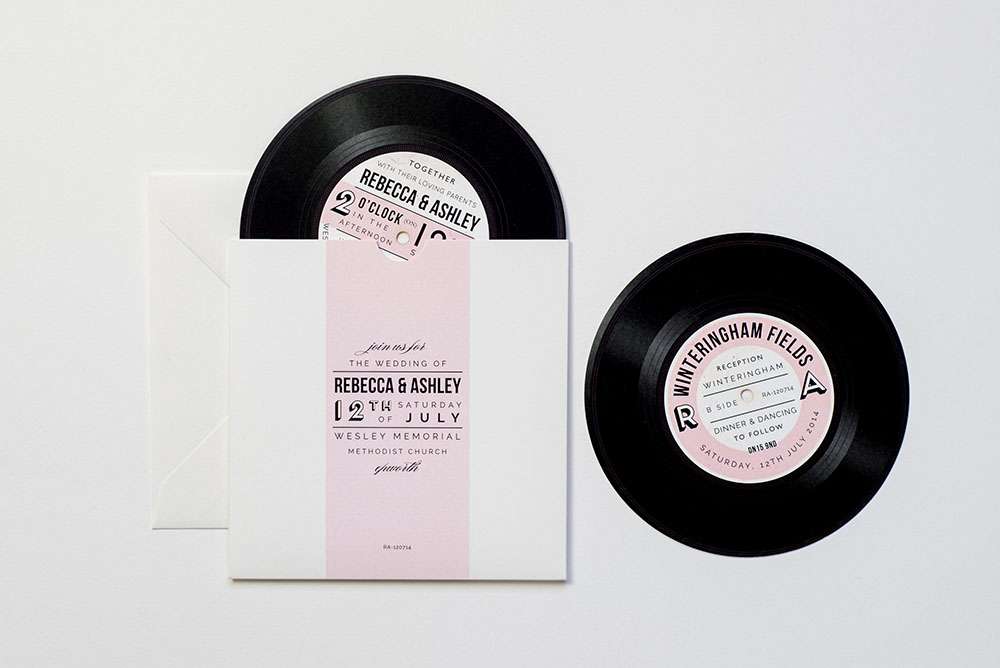 TOGETHER
WITH THEIR LOVING PARENTS
REBECCA & ASHLEY
2 O'CLOCK (ON)
IN THE
AFTERNOON
WES
join us for
THE WEDDING OF
REBECCA & ASHLEY
12TH SATURDAY
OF JULY
WESLEY MEMORIAL
METHODIST CHURCH
epworth
RA-120714
WINTERINGHAM FIELDS
RECEPTION
WINTERINGHAM
B SIDE RA-120714
R A
DINNER & DANCING
TO FOLLOW
DN15 9ND
SATURDAY, 12TH JULY 2014